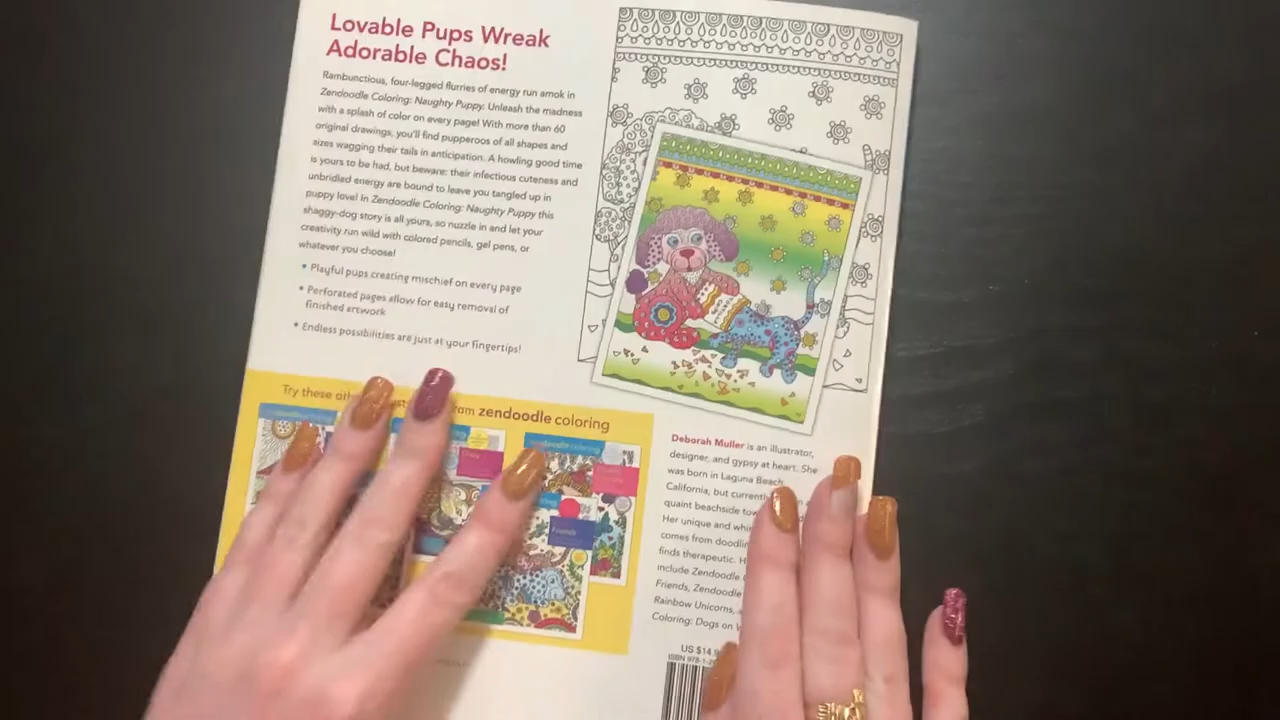 Lovable Pups Wreak
Adorable Chaos!
Rambunctious, four-legged flurries of energy run amok in
Zendoodle Coloring: Naughty Puppy. Unleash the madness
with a splash of color on every page! With more than 60
original drawings, you'll find pupperoos of all shapes and
sizes wagging their tails in anticipation. A howling good time
is yours to be had, but beware: their infectious cuteness and
unbridled energy are bound to leave you tangled up in
puppy love! In Zendoodle Coloring: Naughty Puppy this
shaggy-dog story is all yours, so nuzzle in and let your
creativity run wild with colored pencils, gel pens, or
whatever you choose!
• Playful pups creating mischief on every page
• Perforated pages allow for easy removal of
finished artwork
• Endless possibilities are just at your fingertips!
Try these zendoodle coloring
Friends
Deborah Muller is an illustrator,
designer, and gypsy at heart. She
was born in Laguna Beach,
California, but
quaint beachside
Her unique and
comes from
finds therapeutic.
include Zendoodle
Friends, Zendoodle
Rainbow Unicorns,
Coloring: Dogs on
US $14.9
ISBN 978-1-2